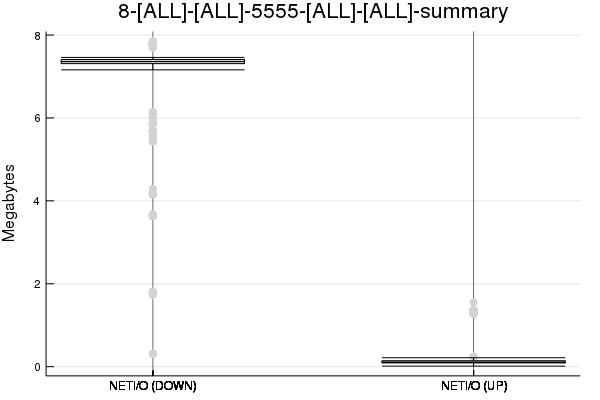 8-[ALL]-[ALL]-5555-[ALL]-[ALL]-summary
Megabytes
8
6
4
2
0
NETI/O (DOWN)
NETI/O (UP)